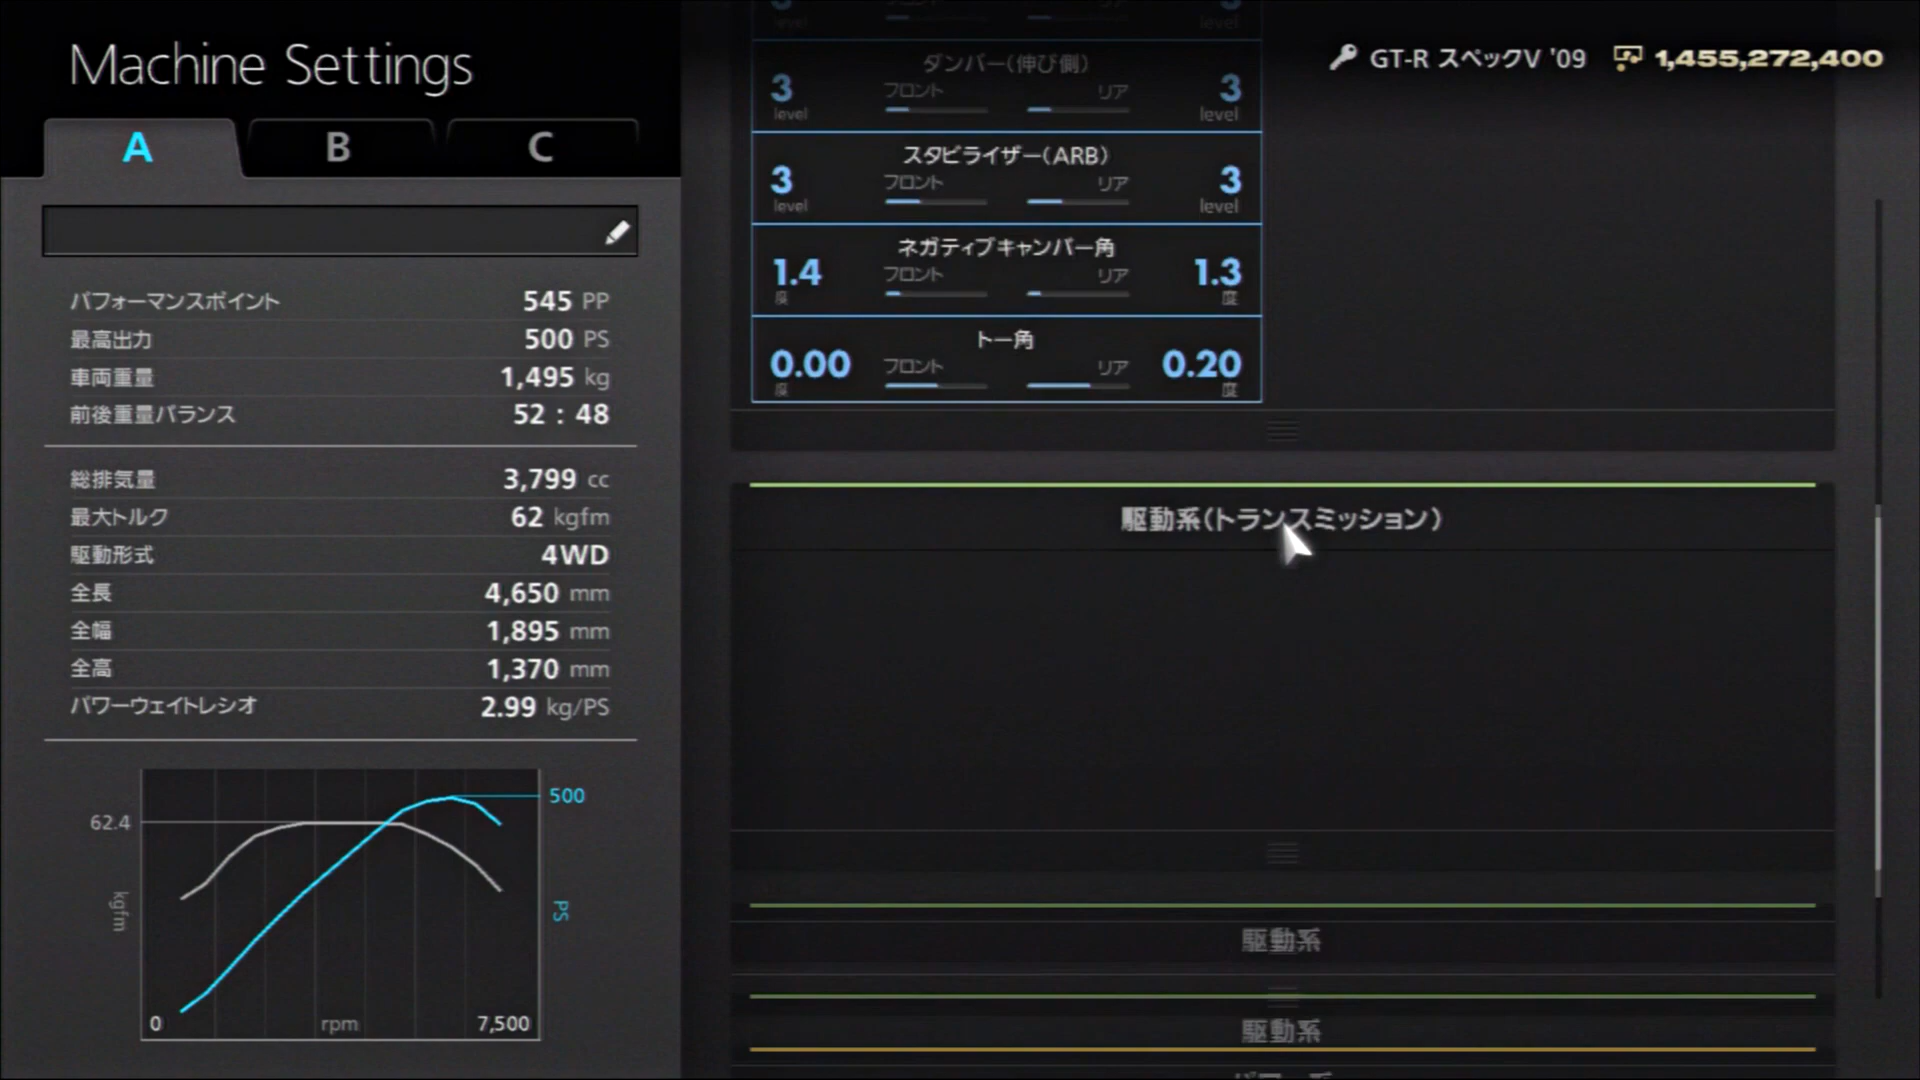 Machine Settings
A
B
C
パフォーマンスポイント 545 PP
最高出力 500 PS
車両重量 1,495 kg
前後重量バランス 52 : 48
総排気量 3,799 cc
最大トルク 62 kgfm
駆動形式 4WD
全長 4,650 mm
全幅 1,895 mm
全高 1,370 mm
パワーウェイトレシオ 2.99 kg/PS
500
62.4
kgfm
PS
0 rpm 7,500
GT-R スペックV '09 1,455,272,400
level level
ダンバー(伸び側)
3 フロント リア 3
level level
スタビライザー(ARB)
3 フロント リア 3
level level
ネガティブキャンバー角
1.4 フロント リア 1.3
度 度
トー角
0.00 フロント リア 0.20
度 度
駆動系(トランスミッション)
駆動系
駆動系